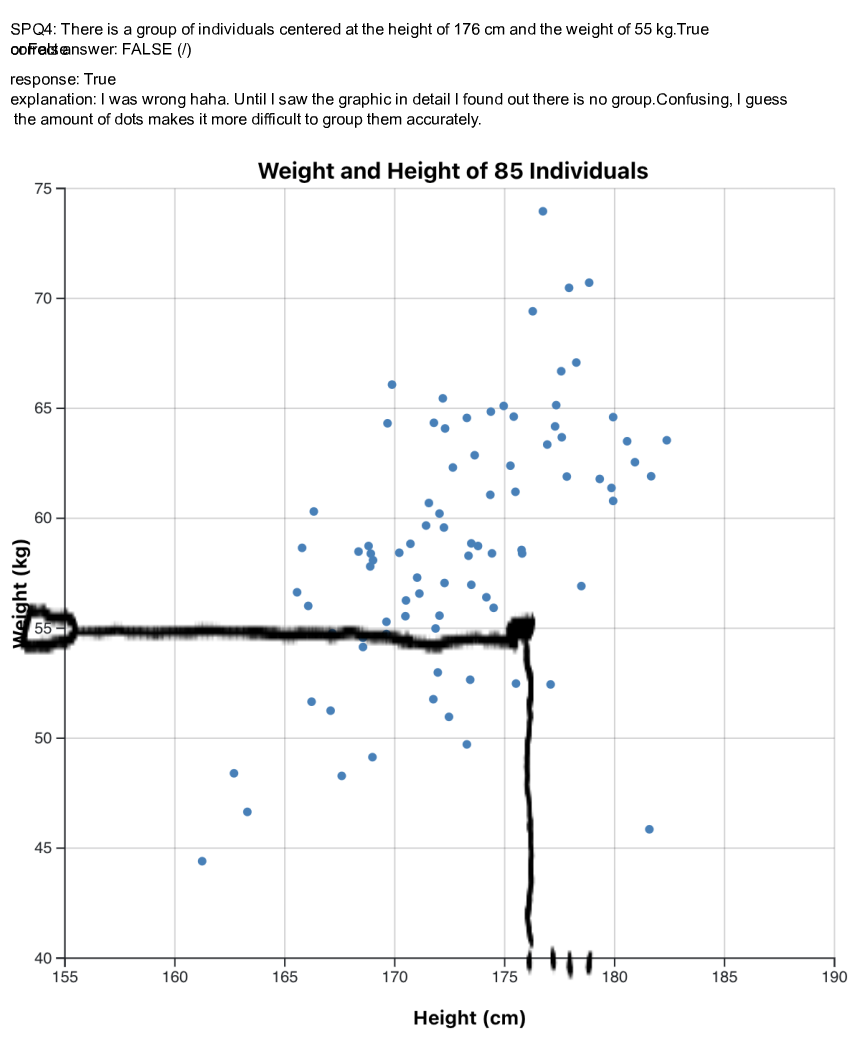 SPQ4: There is a group of individuals centered at the height of 176 cm and the weight of 55 kg.True
or False
correct answer: FALSE (/)
response: True
explanation: I was wrong haha. Until I saw the graphic in detail I found out there is no group.Confusing, I guess
the amount of dots makes it more difficult to group them accurately.
Weight and Height of 85 Individuals
75
70
65
60
55
50
45
40
Weight (kg)
155 160 165 170 175 180 185 190
Height (cm)